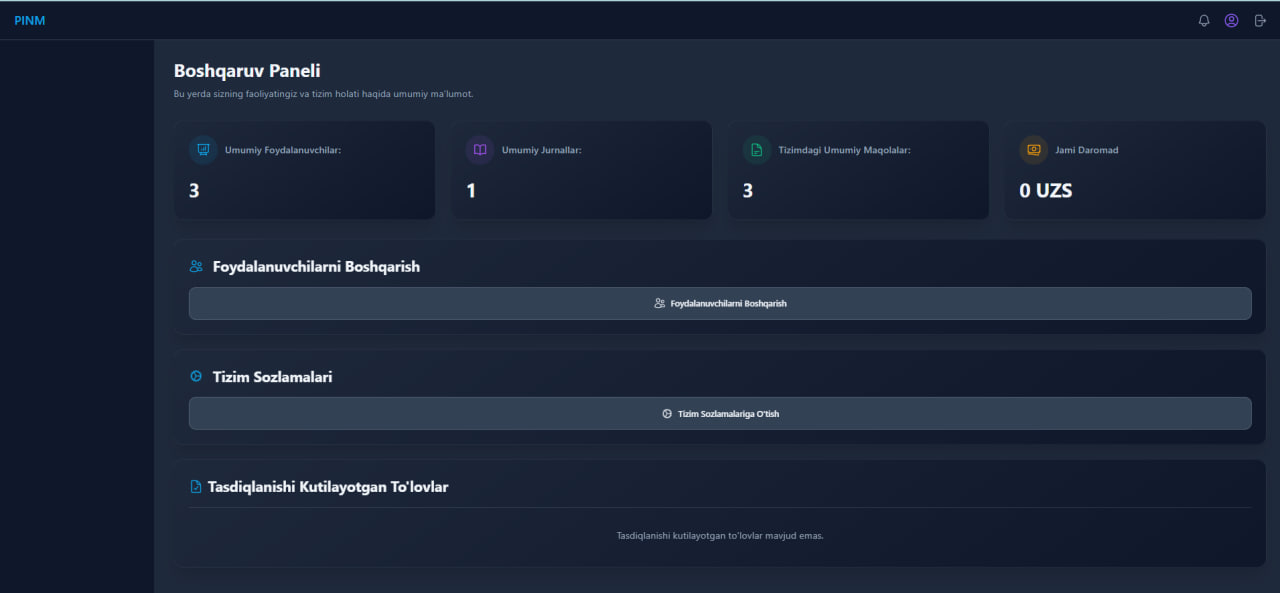 PINM
Boshqaruv Paneli
Bu yerda sizning faoliyatingiz va tizim holati haqida umumiy ma'lumot.
Umumiy Foydalanuvchilar:
3
Umumiy Jurnallar:
1
Tizimdagi Umumiy Maqolalar:
3
Jami Daromad
0 UZS
Foydalanuvchilarni Boshqarish
Foydalanuvchilarni Boshqarish
Tizim Sozlamalari
Tizim Sozlamalariga O'tish
Tasdiqlanishi Kutilayotgan To'lovlar
Tasdiqlanishi kutilayotgan to'lovlar mavjud emas.